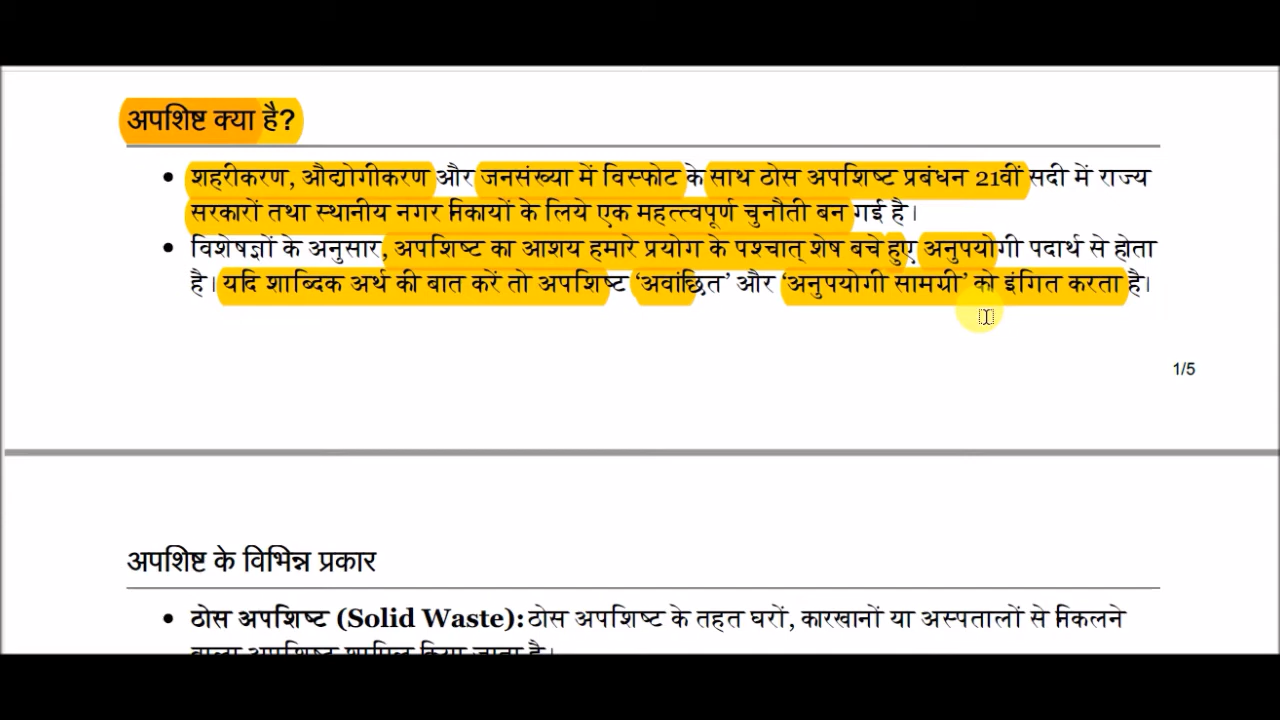 अपशिष्ट क्या है?
• शहरीकरण, औद्योगीकरण और जनसंख्या में विस्फोट के साथ ठोस अपशिष्ट प्रबंधन 21वीं सदी में राज्य
सरकारों तथा स्थानीय नगर निकायों के लिये एक महत्त्वपूर्ण चुनौती बन गई है।
• विशेषज्ञों के अनुसार, अपशिष्ट का आशय हमारे प्रयोग के पश्चात् शेष बचे हुए अनुपयोगी पदार्थ से होता
है। यदि शाब्दिक अर्थ की बात करें तो अपशिष्ट ‘अवांछित’ और ‘अनुपयोगी सामग्री’ को इंगित करता है।
1/5
अपशिष्ट के विभिन्न प्रकार
• ठोस अपशिष्ट (Solid Waste): ठोस अपशिष्ट के तहत घरों, कारखानों या अस्पतालों से निकलने
वाला अपशिष्ट शामिल किया जाता है।